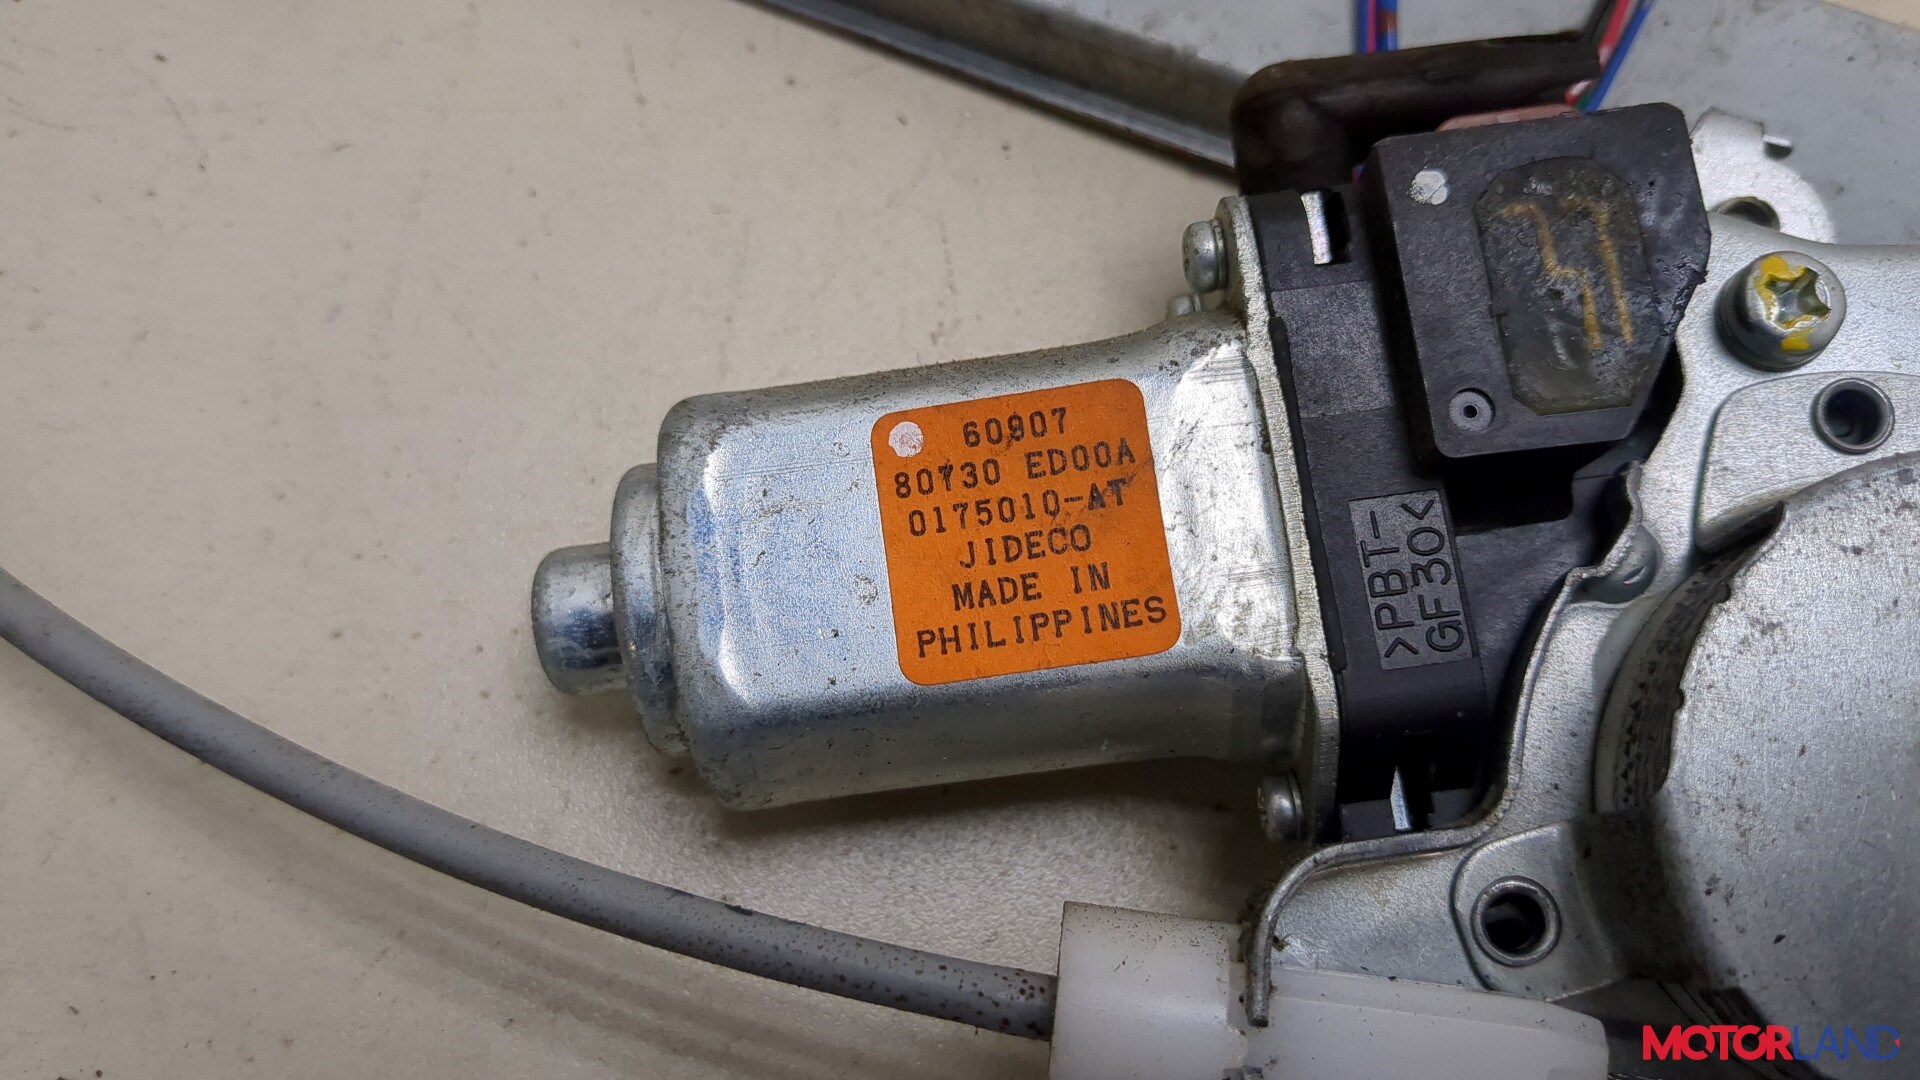 60907
80730 ED00A
0175010-AT
JIDECO
MADE IN
PHILIPPINES
>PBT-
GF30<
MOTORLAND